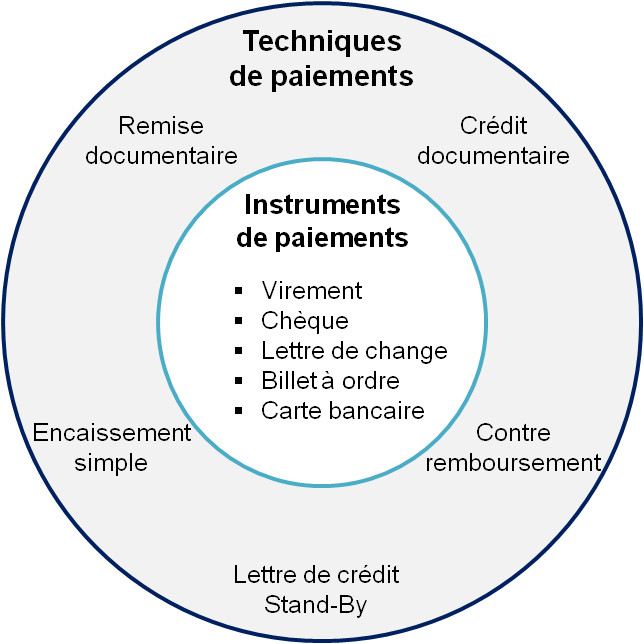 Techniques
de paiements
Remise
documentaire
Crédit
documentaire
Instruments
de paiements
▪ Virement
▪ Chèque
▪ Lettre de change
▪ Billet à ordre
▪ Carte bancaire
Encaissement
simple
Contre
remboursement
Lettre de crédit
Stand-By